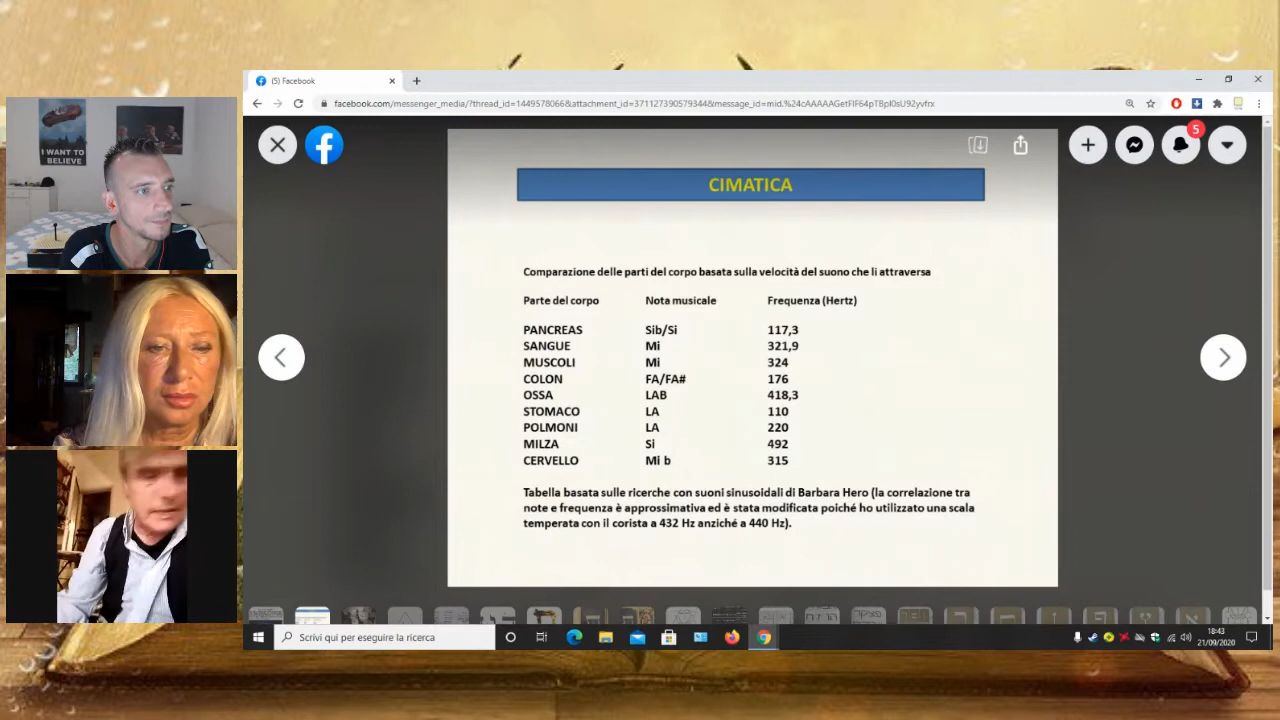 (5) Facebook
facebook.com/messenger_media/?thread_id=1449578066&attachment_id=3711273905793448&message_id=mid.%24cAAAAAGetFIF64pTBpI0sU92yvfrx
I WANT TO
BELIEVE
5
CIMATICA
Comparazione delle parti del corpo basata sulla velocità del suono che li attraversa
Parte del corpo Nota musicale Frequenza (Hertz)
PANCREAS Sib/Si 117,3
SANGUE Mi 321,9
MUSCOLI Mi 324
COLON FA/FA# 176
OSSA LAB 418,3
STOMACO LA 110
POLMONI LA 220
MILZA Si 492
CERVELLO Mi b 315
Tabella basata sulle ricerche con suoni sinusoidali di Barbara Hero (la correlazione tra
note e frequenza è approssimativa ed è stata modificata poiché ho utilizzato una scala
temperata con il corista a 432 Hz anziché a 440 Hz).
Scrivi qui per eseguire la ricerca
18:43
21/09/2020